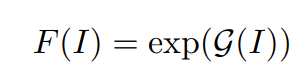 F(I) = exp(𝒢(I))